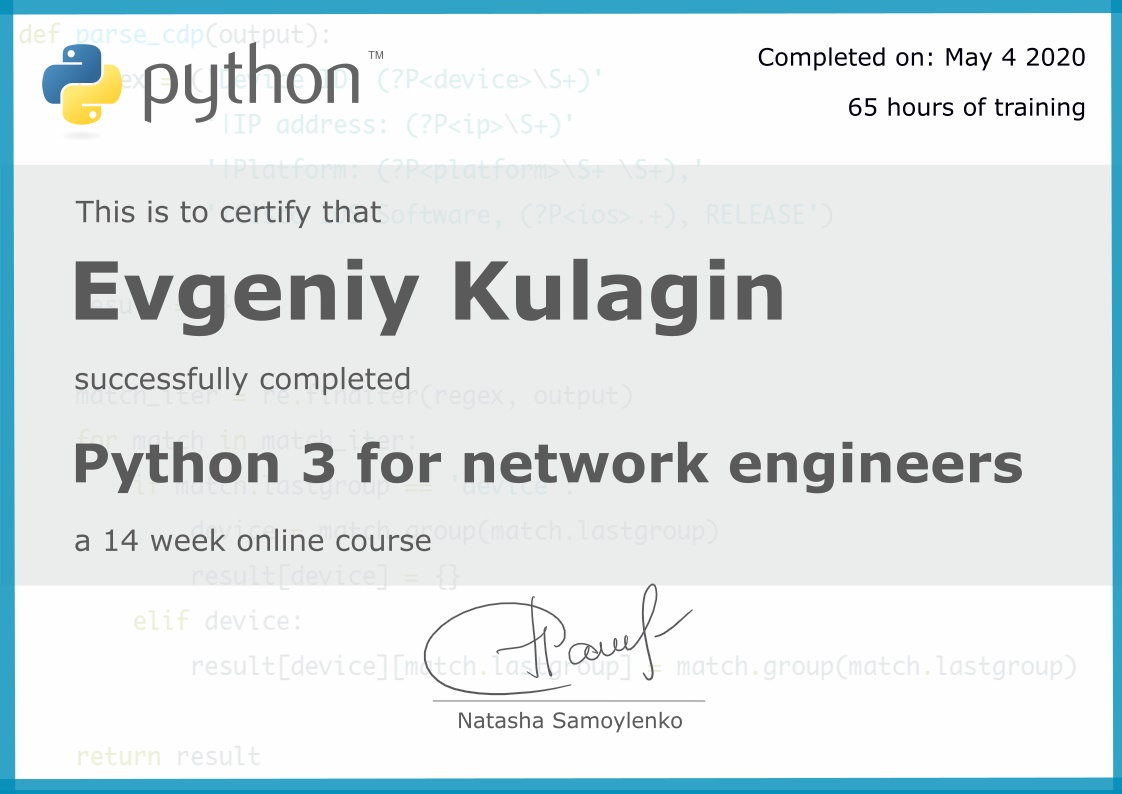 def parse_cdp(output):
python™
Completed on: May 4 2020
65 hours of training
Device ID: (?P<device>\S+)'
'|IP address: (?P<ip>\S+)'
'|Platform: (?P<platform>\S+ \S+),'
This is to certify that
Software, (?P<ios>.+), RELEASE')
Evgeniy Kulagin
successfully completed
match_iter = re.finditer(regex, output)
for match in match_iter:
Python 3 for network engineers
if match.lastgroup == 'device':
device = match.group(match.lastgroup)
a 14 week online course
result[device] = {}
elif device:
result[device][match.lastgroup] = match.group(match.lastgroup)
Natasha Samoylenko
return result